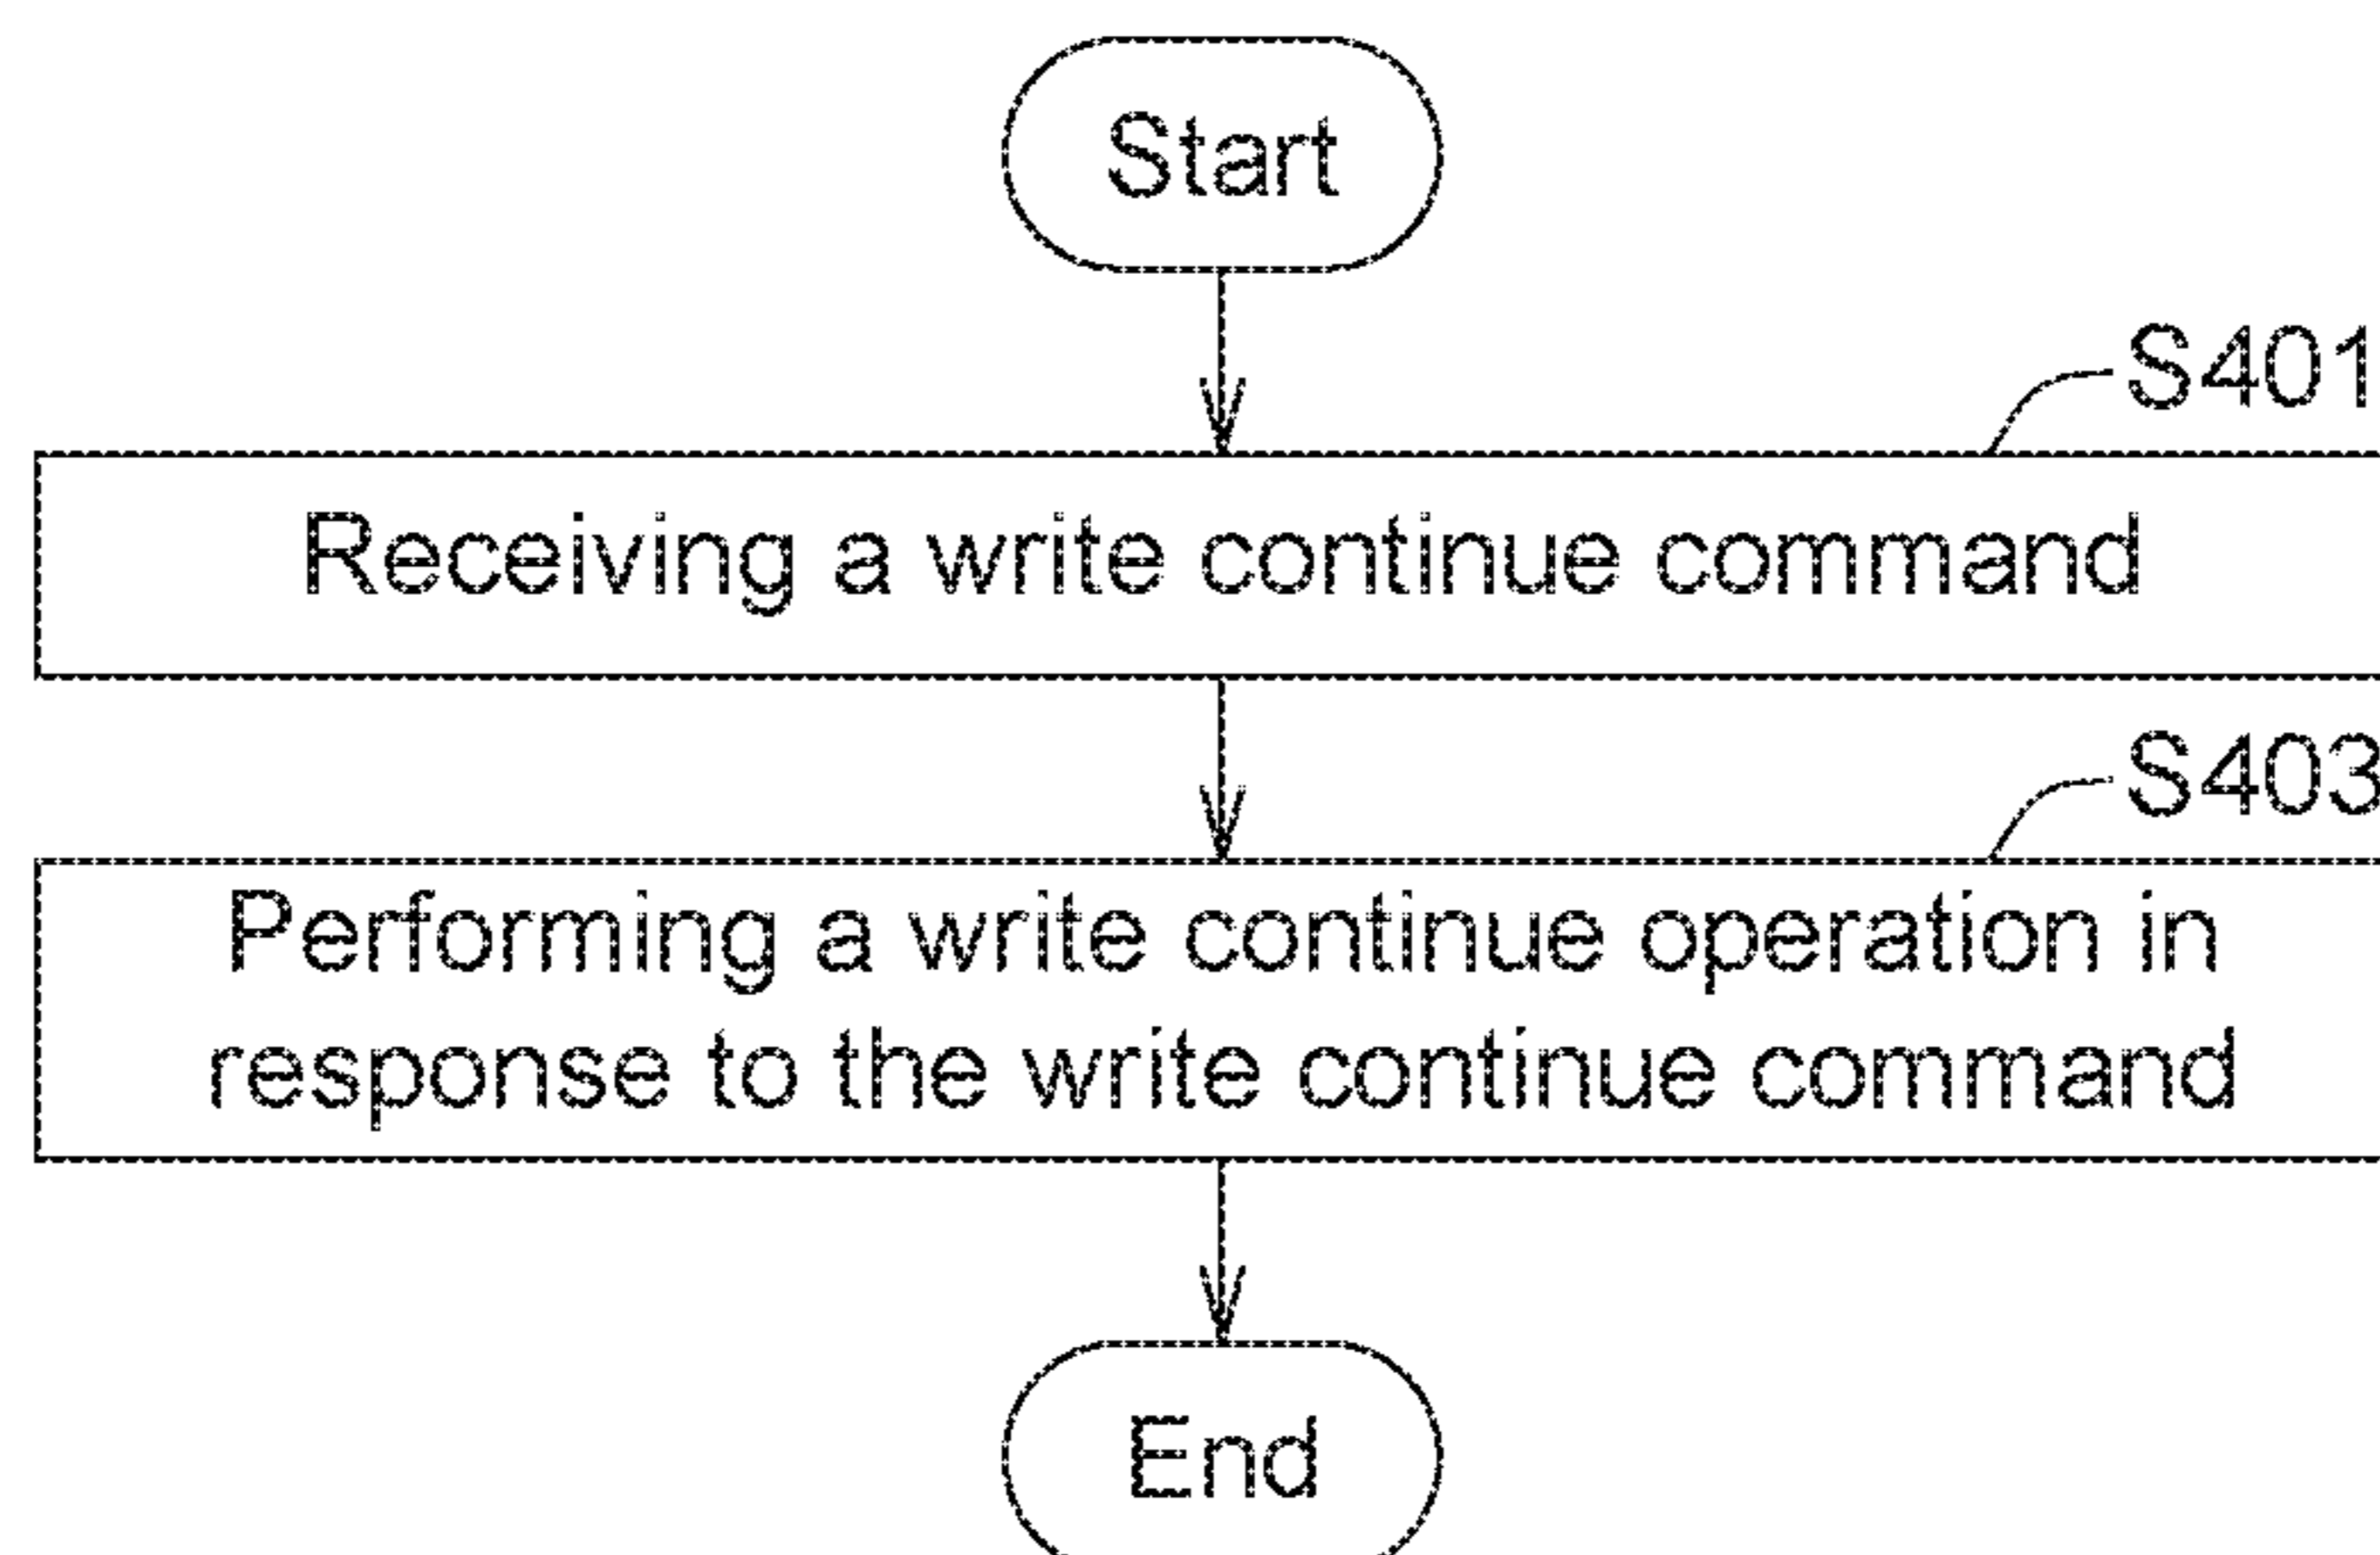 Start
S401
Receiving a write continue command
S403
Performing a write continue operation in
response to the write continue command
End